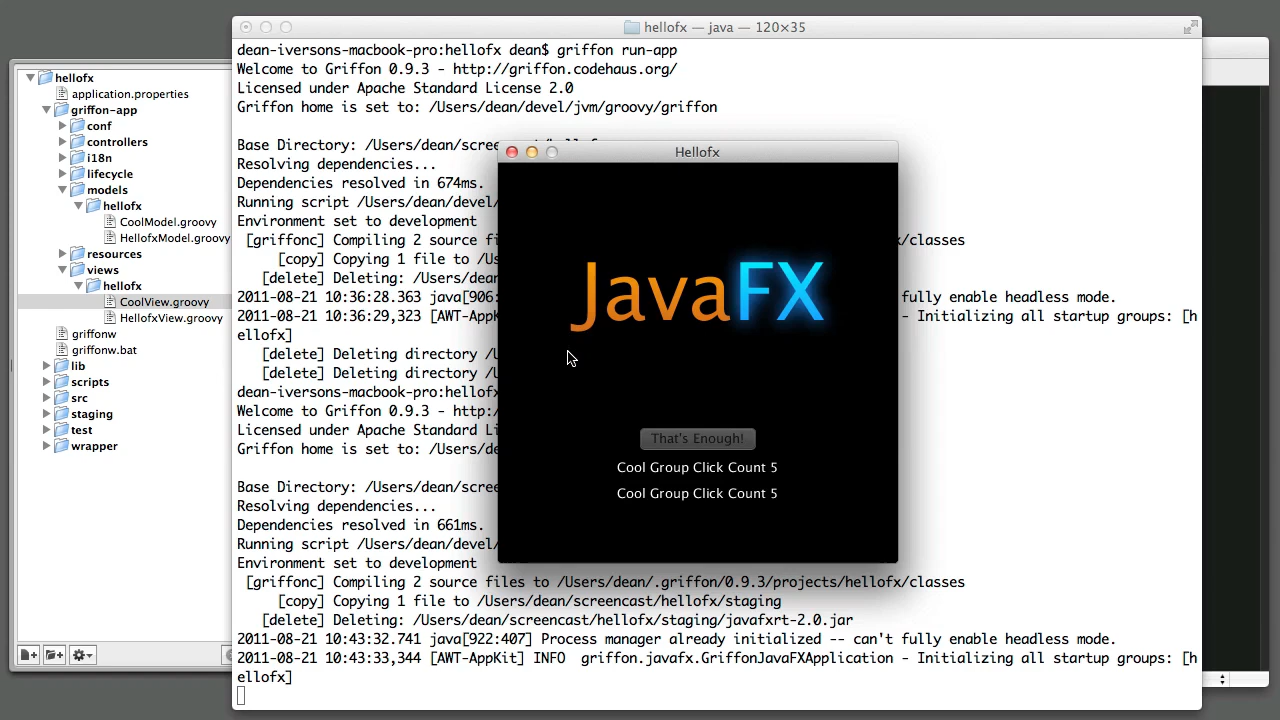 hellofx — java — 120×35
hellofx
application.properties
griffon-app
conf
controllers
i18n
lifecycle
models
hellofx
CoolModel.groovy
HellofxModel.groovy
resources
views
hellofx
CoolView.groovy
HellofxView.groovy
griffonw
griffonw.bat
lib
scripts
src
staging
test
wrapper
dean-iversons-macbook-pro:hellofx dean$ griffon run-app
Welcome to Griffon 0.9.3 - http://griffon.codehaus.org/
Licensed under Apache Standard License 2.0
Griffon home is set to: /Users/dean/devel/jvm/groovy/griffon
Base Directory:
Resolving dependencies...
Dependencies resolved in 674ms.
Running script /Users/dean/devel/
Environment set to development
[griffonc] Compiling 2 source /classes
[copy] Copying 1 file to
[delete] Deleting: /Users/dean/
2011-08-21 10:36:28.363 java[906: fully enable headless mode.
2011-08-21 10:36:29,323 [AWT-AppK - Initializing all startup groups: [h
ellofx]
[delete] Deleting directory
[delete] Deleting directory
dean-iversons-macbook-pro:hellofx
Welcome to Griffon 0.9.3 - http:/
Licensed under Apache Standard
Griffon home is set to:
Base Directory:
Resolving dependencies...
Dependencies resolved in 661ms.
Running script /Users/dean/devel/
Environment set to development
[griffonc] Compiling 2 source files to /Users/dean/.griffon/0.9.3/projects/hellofx/classes
[copy] Copying 1 file to /Users/dean/screencast/hellofx/staging
[delete] Deleting: /Users/dean/screencast/hellofx/staging/javafxrt-2.0.jar
2011-08-21 10:43:32.741 java[922:407] Process manager already initialized -- can't fully enable headless mode.
2011-08-21 10:43:33,344 [AWT-AppKit] INFO griffon.javafx.GriffonJavaFXApplication - Initializing all startup groups: [h
ellofx]
Hellofx
JavaFX
That's Enough!
Cool Group Click Count 5
Cool Group Click Count 5